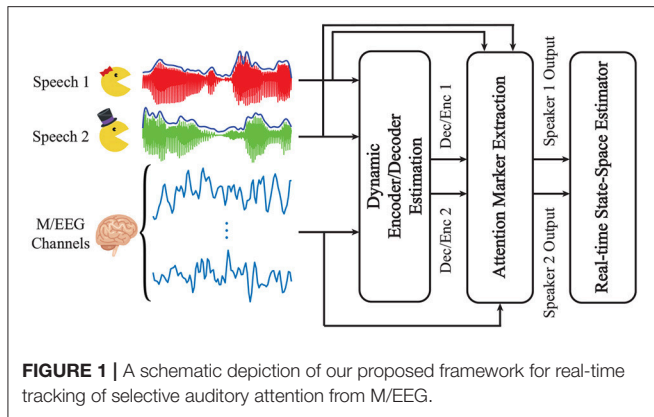 Speech 1
Speech 2
M/EEG
Channels
...
Dynamic
Encoder/Decoder
Estimation
Dec/Enc 1
Dec/Enc 2
Attention Marker Extraction
Speaker 1 Output
Speaker 2 Output
Real-time State-Space Estimator
FIGURE 1 | A schematic depiction of our proposed framework for real-time
tracking of selective auditory attention from M/EEG.